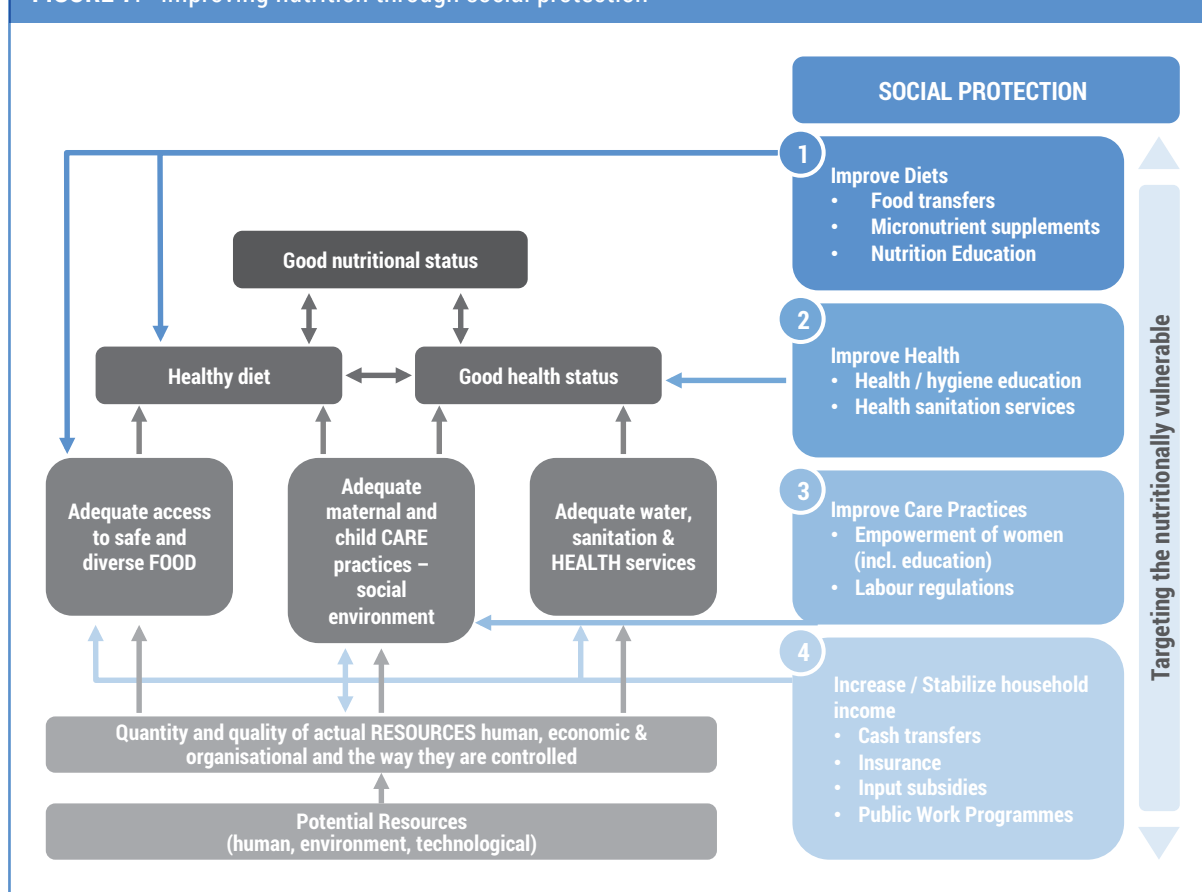 Improving nutrition through social protection
SOCIAL PROTECTION
1
Improve Diets
• Food transfers
• Micronutrient supplements
• Nutrition Education
Good nutritional status
2
Improve Health
• Health / hygiene education
• Health sanitation services
Healthy diet
Good health status
Adequate access
to safe and
diverse FOOD
Adequate
maternal and
child CARE
practices –
social
environment
Adequate water,
sanitation &
HEALTH services
3
Improve Care Practices
• Empowerment of women
(incl. education)
• Labour regulations
4
Increase / Stabilize household
income
• Cash transfers
• Insurance
• Input subsidies
• Public Work Programmes
Quantity and quality of actual RESOURCES human, economic &
organisational and the way they are controlled
Potential Resources
(human, environment, technological)
Targeting the nutritionally vulnerable